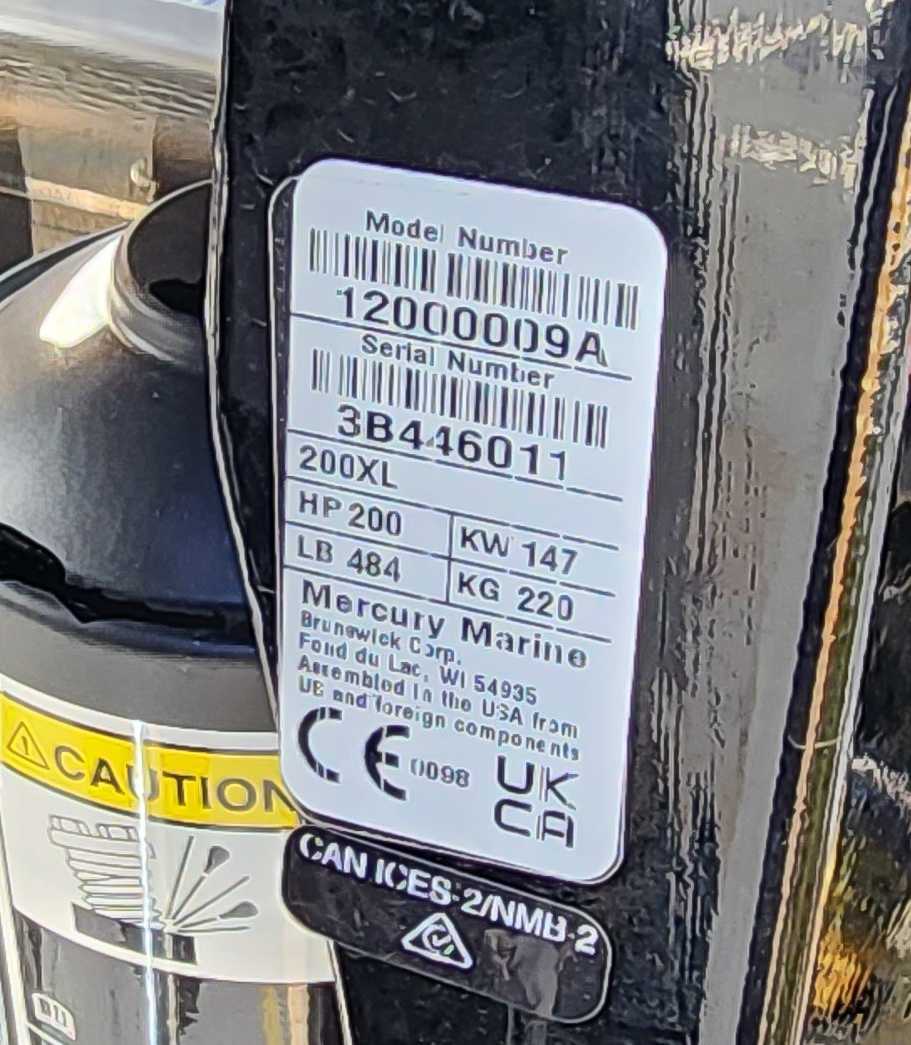 Model Number
12000009A
Serial Number
3B446011
200XL
HP 200
KW 147
LB 484
KG 220
Mercury Marine
Brunswick Corp.
Fond du Lac, WI 54935
Assembled in the USA from
US and foreign components
CE 0098
UK
CA
CAN ICES-2/NMB-2
CAUTION